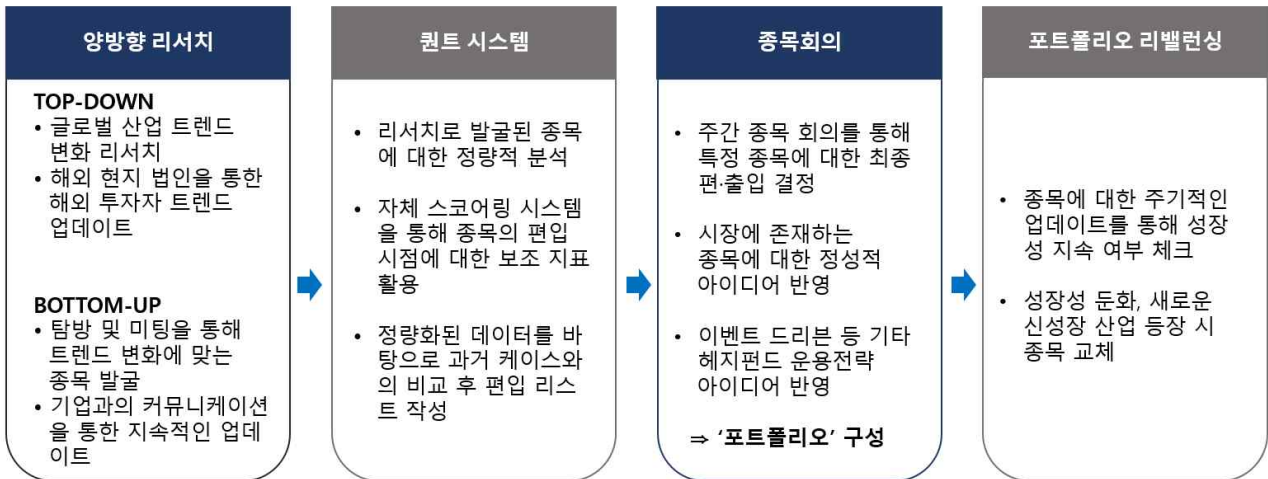 양방향 리서치
TOP-DOWN
• 글로벌 산업 트렌드
변화 리서치
• 해외 현지 법인을 통한
해외 투자자 트렌드
업데이트
BOTTOM-UP
• 탐방 및 미팅을 통해
트렌드 변화에 맞는
종목 발굴
• 기업과의 커뮤니케이션
을 통한 지속적인 업데
이트
퀀트 시스템
• 리서치로 발굴된 종목
에 대한 정량적 분석
• 자체 스코어링 시스템
을 통해 종목의 편입
시점에 대한 보조 지표
활용
• 정량화된 데이터를 바
탕으로 과거 케이스와
의 비교 후 편입 리스
트 작성
종목회의
• 주간 종목 회의를 통해
특정 종목에 대한 최종
편·출입 결정
• 시장에 존재하는
종목에 대한 정성적
아이디어 반영
• 이벤트 드리븐 등 기타
헤지펀드 운용전략
아이디어 반영
⇒ ‘포트폴리오’ 구성
포트폴리오 리밸런싱
• 종목에 대한 주기적인
업데이트를 통해 성장
성 지속 여부 체크
• 성장성 둔화, 새로운
신성장 산업 등장 시
종목 교체